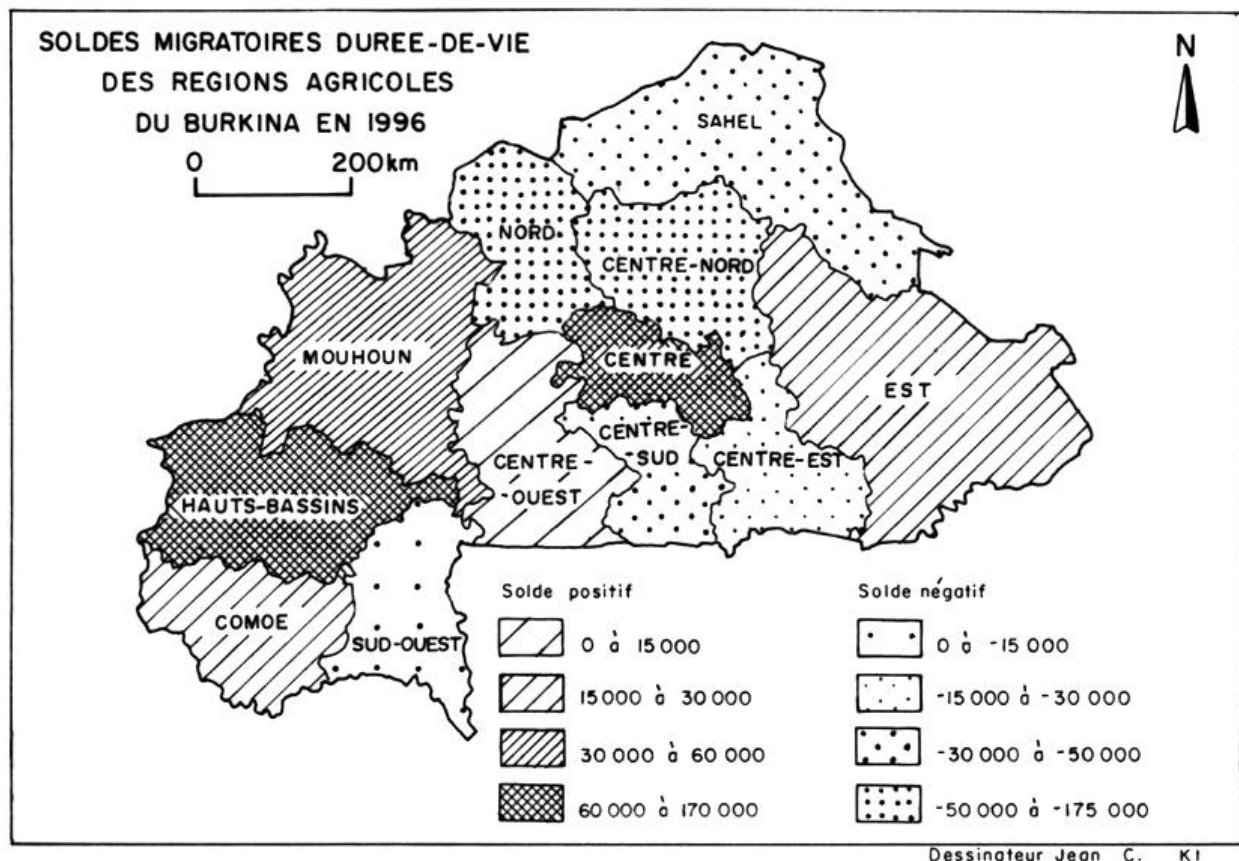 SOLDES MIGRATOIRES DUREE-DE-VIE
DES REGIONS AGRICOLES
DU BURKINA EN 1996
0 200km
N
SAHEL
NORD
CENTRE-NORD
MOUHOUN
CENTRE
EST
CENTRE-
SUD
CENTRE-EST
CENTRE-
-OUEST
HAUTS-BASSINS
COMOE
SUD-OUEST
Solde positif
0 à 15 000
15 000 à 30 000
30 000 à 60 000
60 000 à 170 000
Solde négatif
0 à -15 000
-15 000 à -30 000
-30 000 à -50 000
-50 000 à -175 000
Dessinateur Jean C. KI